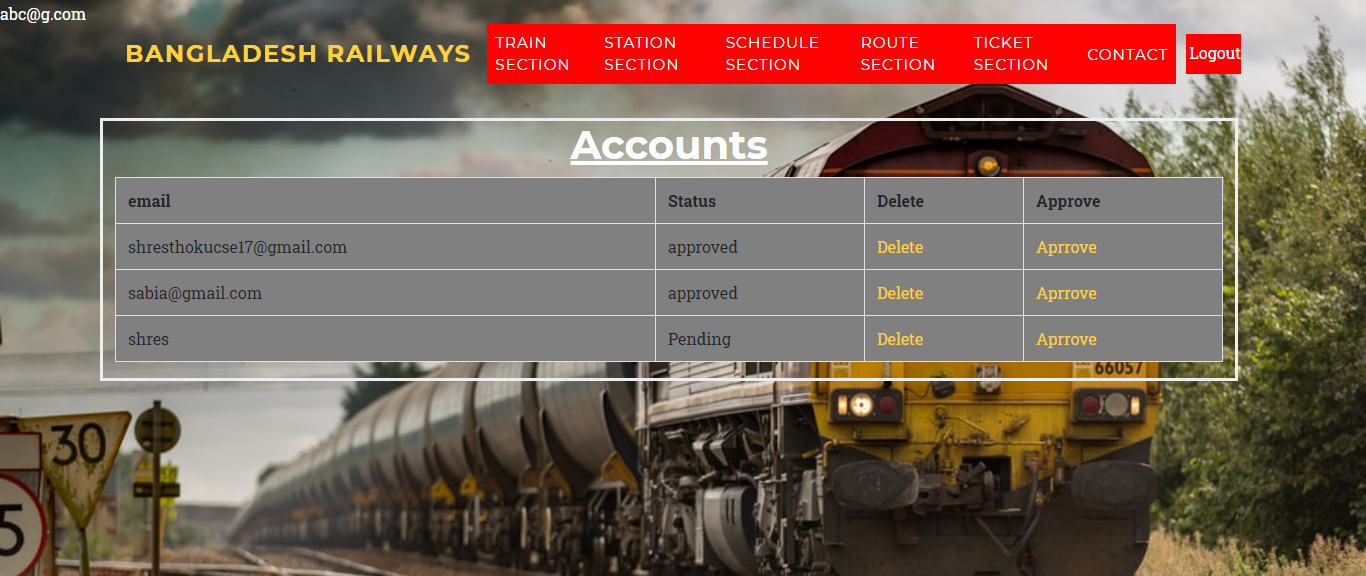 abc@g.com
BANGLADESH RAILWAYS
TRAIN SECTION
STATION SECTION
SCHEDULE SECTION
ROUTE SECTION
TICKET SECTION
CONTACT
Logout
Accounts
email Status Delete Approve
shresthokucse17@gmail.com approved Delete Aprrove
sabia@gmail.com approved Delete Aprrove
shres Pending Delete Aprrove
66057
30
5